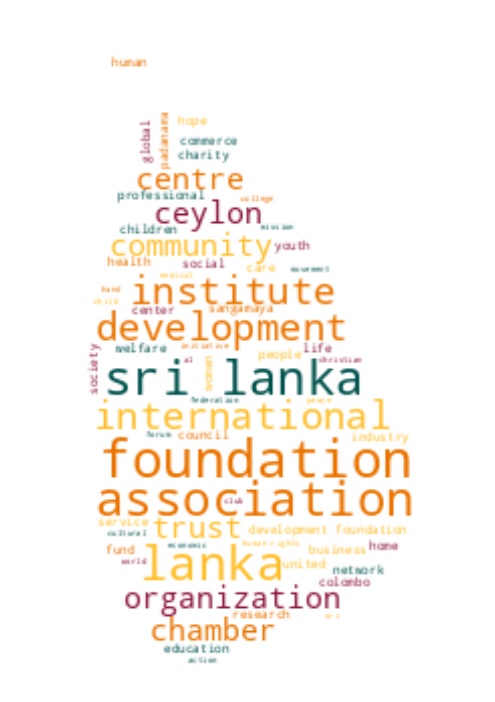 human
global
padanama
hope
commerce
charity
centre
professional
college
ceylon
children
mission
community
youth
health
social
care
movement
medical
institute
hand
child
center
sangamaya
development
welfare
initiative
people
life
society
al
women
christian
sri lanka
federation
peace
international
forum
council
industry
foundation
association
club
service
trust
development foundation
cultural
economic
human rights
fund
business
home
world
lanka
united
network
colombo
organization
research
sri
chamber
education
action